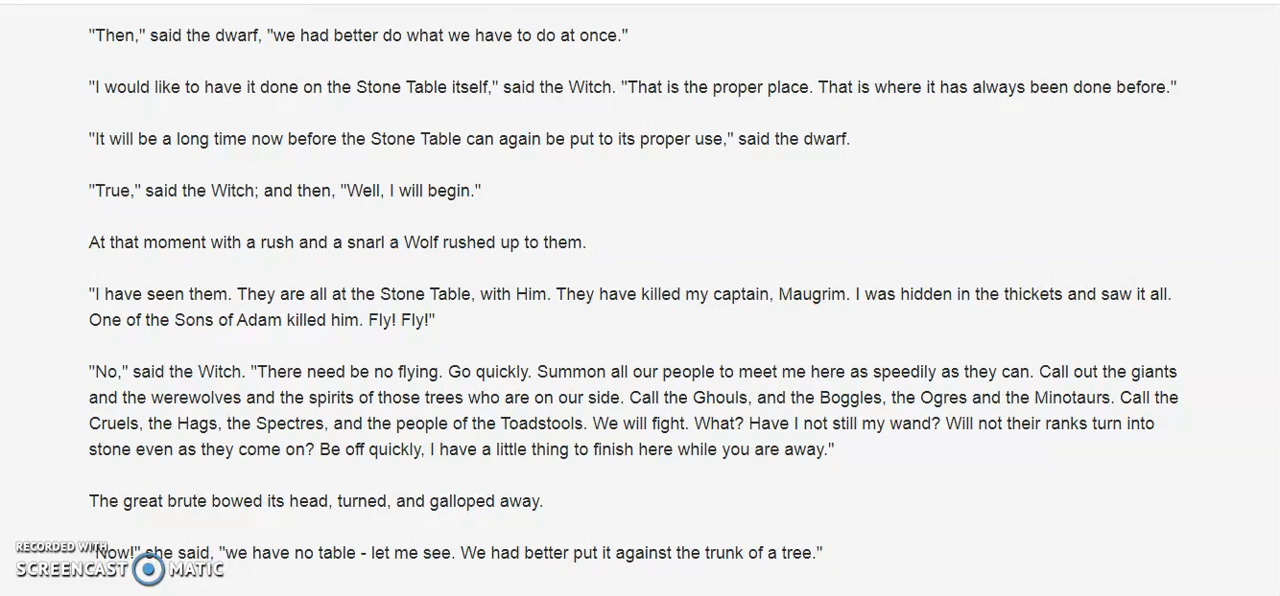 "Then," said the dwarf, "we had better do what we have to do at once."
"I would like to have it done on the Stone Table itself," said the Witch. "That is the proper place. That is where it has always been done before."
"It will be a long time now before the Stone Table can again be put to its proper use," said the dwarf.
"True," said the Witch; and then, "Well, I will begin."
At that moment with a rush and a snarl a Wolf rushed up to them.
"I have seen them. They are all at the Stone Table, with Him. They have killed my captain, Maugrim. I was hidden in the thickets and saw it all.
One of the Sons of Adam killed him. Fly! Fly!"
"No," said the Witch. "There need be no flying. Go quickly. Summon all our people to meet me here as speedily as they can. Call out the giants
and the werewolves and the spirits of those trees who are on our side. Call the Ghouls, and the Boggles, the Ogres and the Minotaurs. Call the
Cruels, the Hags, the Spectres, and the people of the Toadstools. We will fight. What? Have I not still my wand? Will not their ranks turn into
stone even as they come on? Be off quickly, I have a little thing to finish here while you are away."
The great brute bowed its head, turned, and galloped away.
"Now!" she said, "we have no table - let me see. We had better put it against the trunk of a tree."
RECORDED WITH
SCREENCAST MATIC